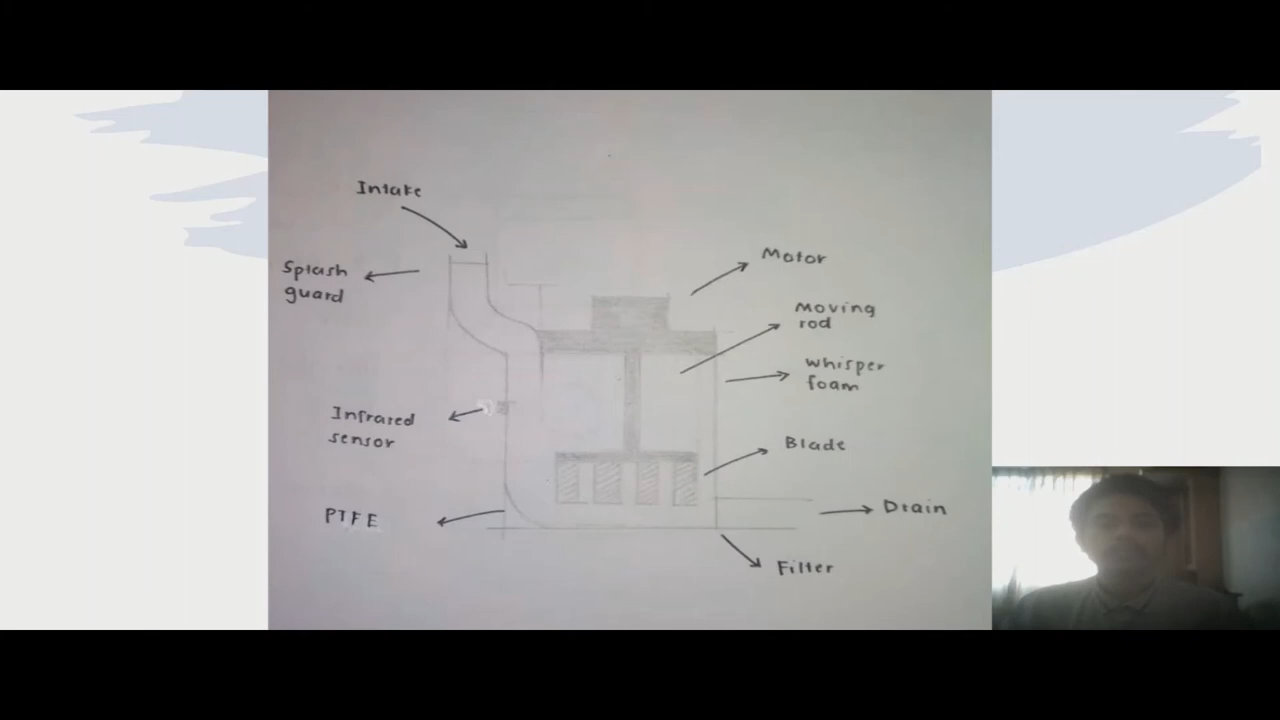 Intake
Splash
guard
Motor
Moving
rod
Whisper
foam
Infrared
sensor
Blade
PTFE
Drain
Filter